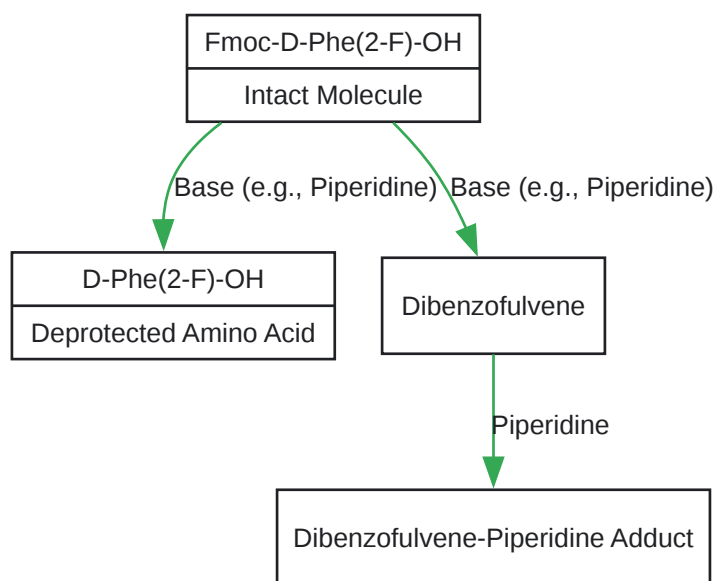 Fmoc-D-Phe(2-F)-OH
Intact Molecule
Base (e.g., Piperidine)
Base (e.g., Piperidine)
D-Phe(2-F)-OH
Deprotected Amino Acid
Dibenzofulvene
Piperidine
Dibenzofulvene-Piperidine Adduct